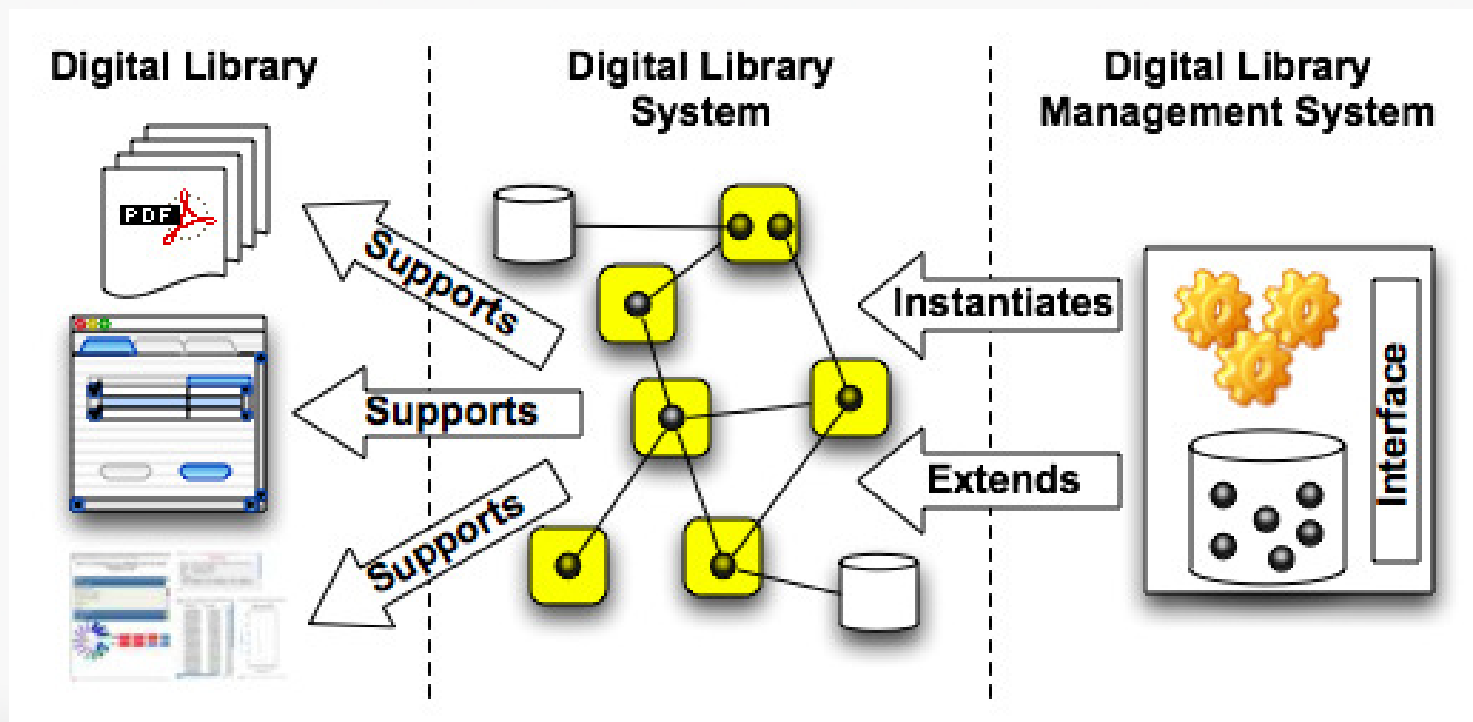 Digital Library
Digital Library
System
Digital Library
Management System
PDF
Supports
Supports
Supports
Instantiates
Extends
Interface